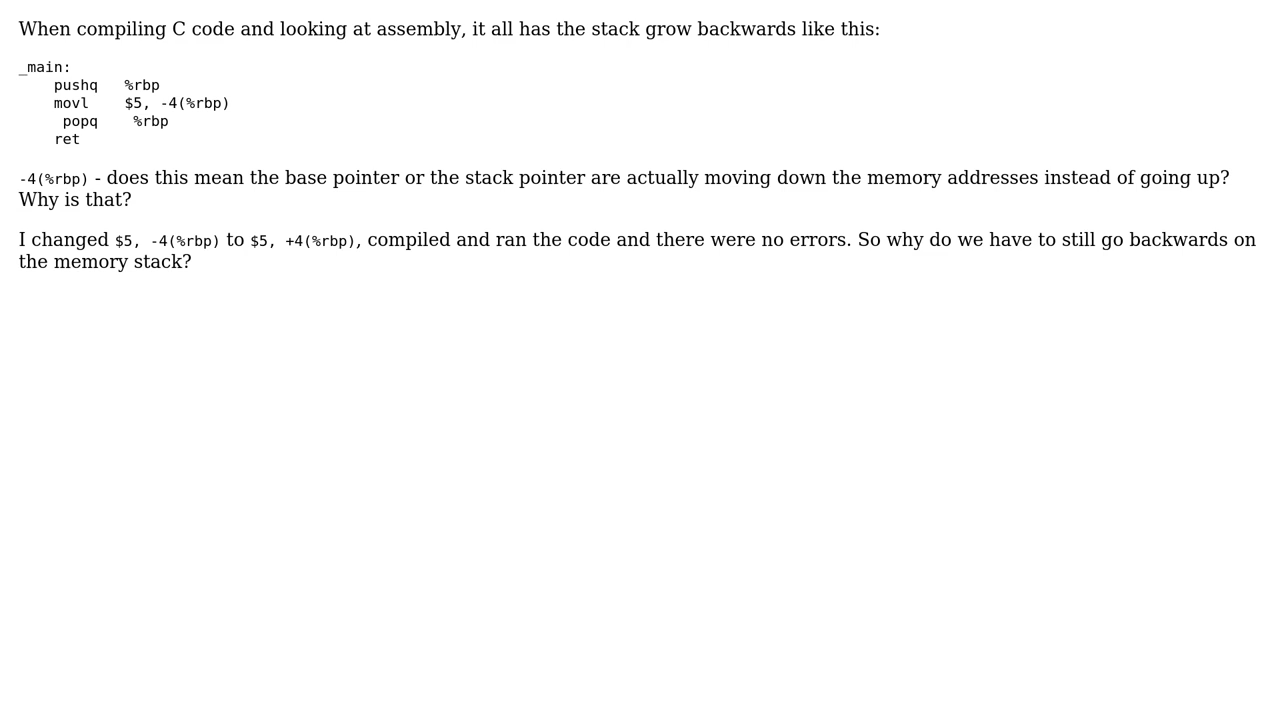 When compiling C code and looking at assembly, it all has the stack grow backwards like this:
_main:
    pushq   %rbp
    movl    $5, -4(%rbp)
     popq    %rbp
    ret
-4(%rbp) - does this mean the base pointer or the stack pointer are actually moving down the memory addresses instead of going up?
Why is that?
I changed $5, -4(%rbp) to $5, +4(%rbp), compiled and ran the code and there were no errors. So why do we have to still go backwards on
the memory stack?